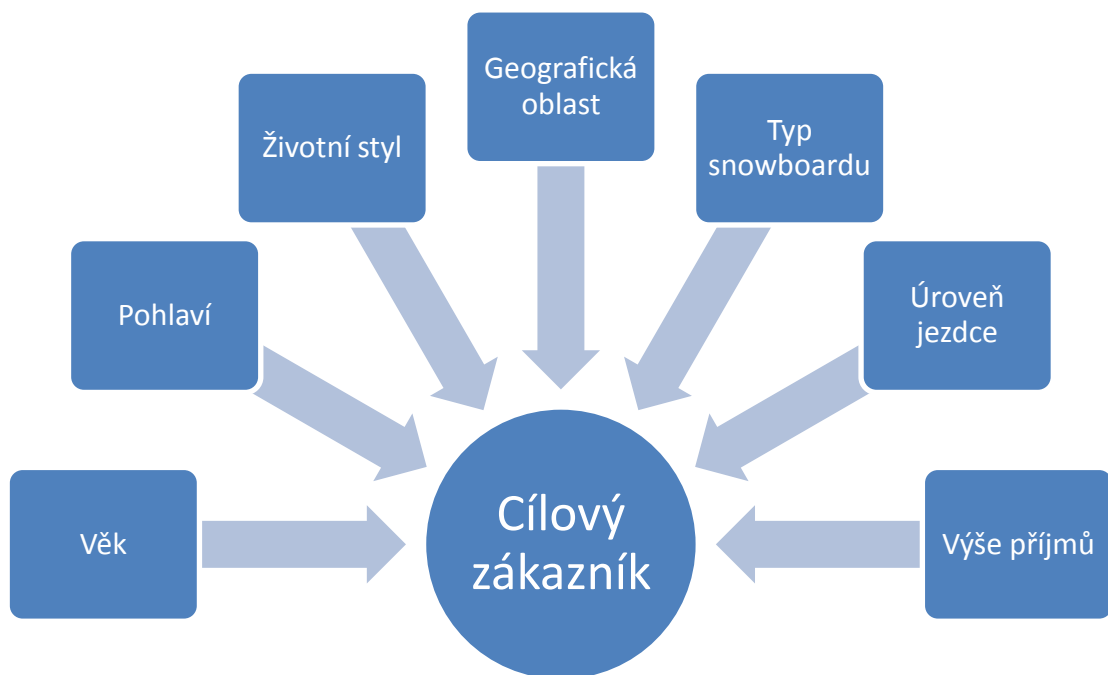 Geografická
oblast
Životní styl
Typ
snowboardu
Pohlaví
Úroveň
jezdce
Věk
Cílový
zákazník
Výše příjmů